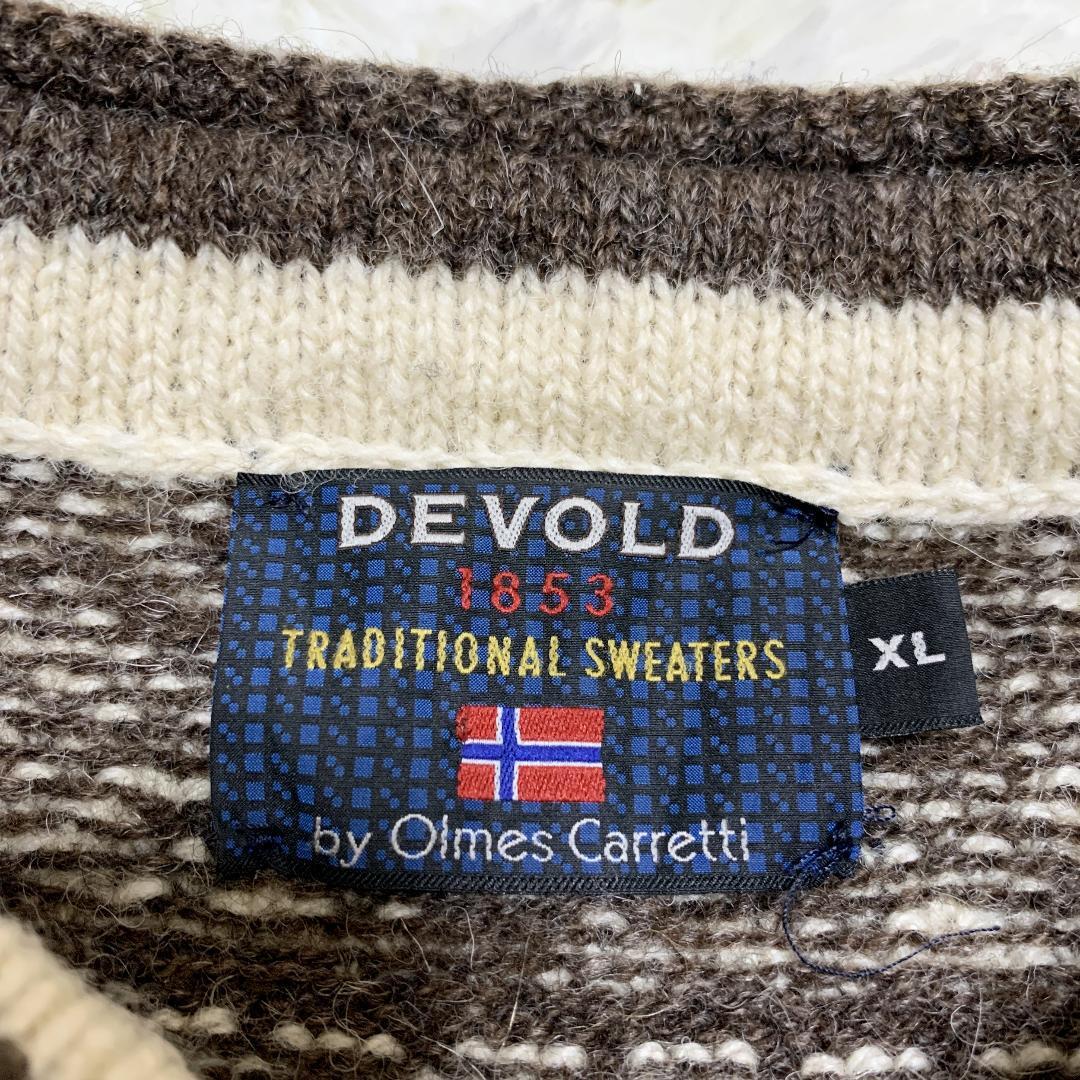 DEVOLD
1853
TRADITIONAL SWEATERS
by Olmes Carretti
XL